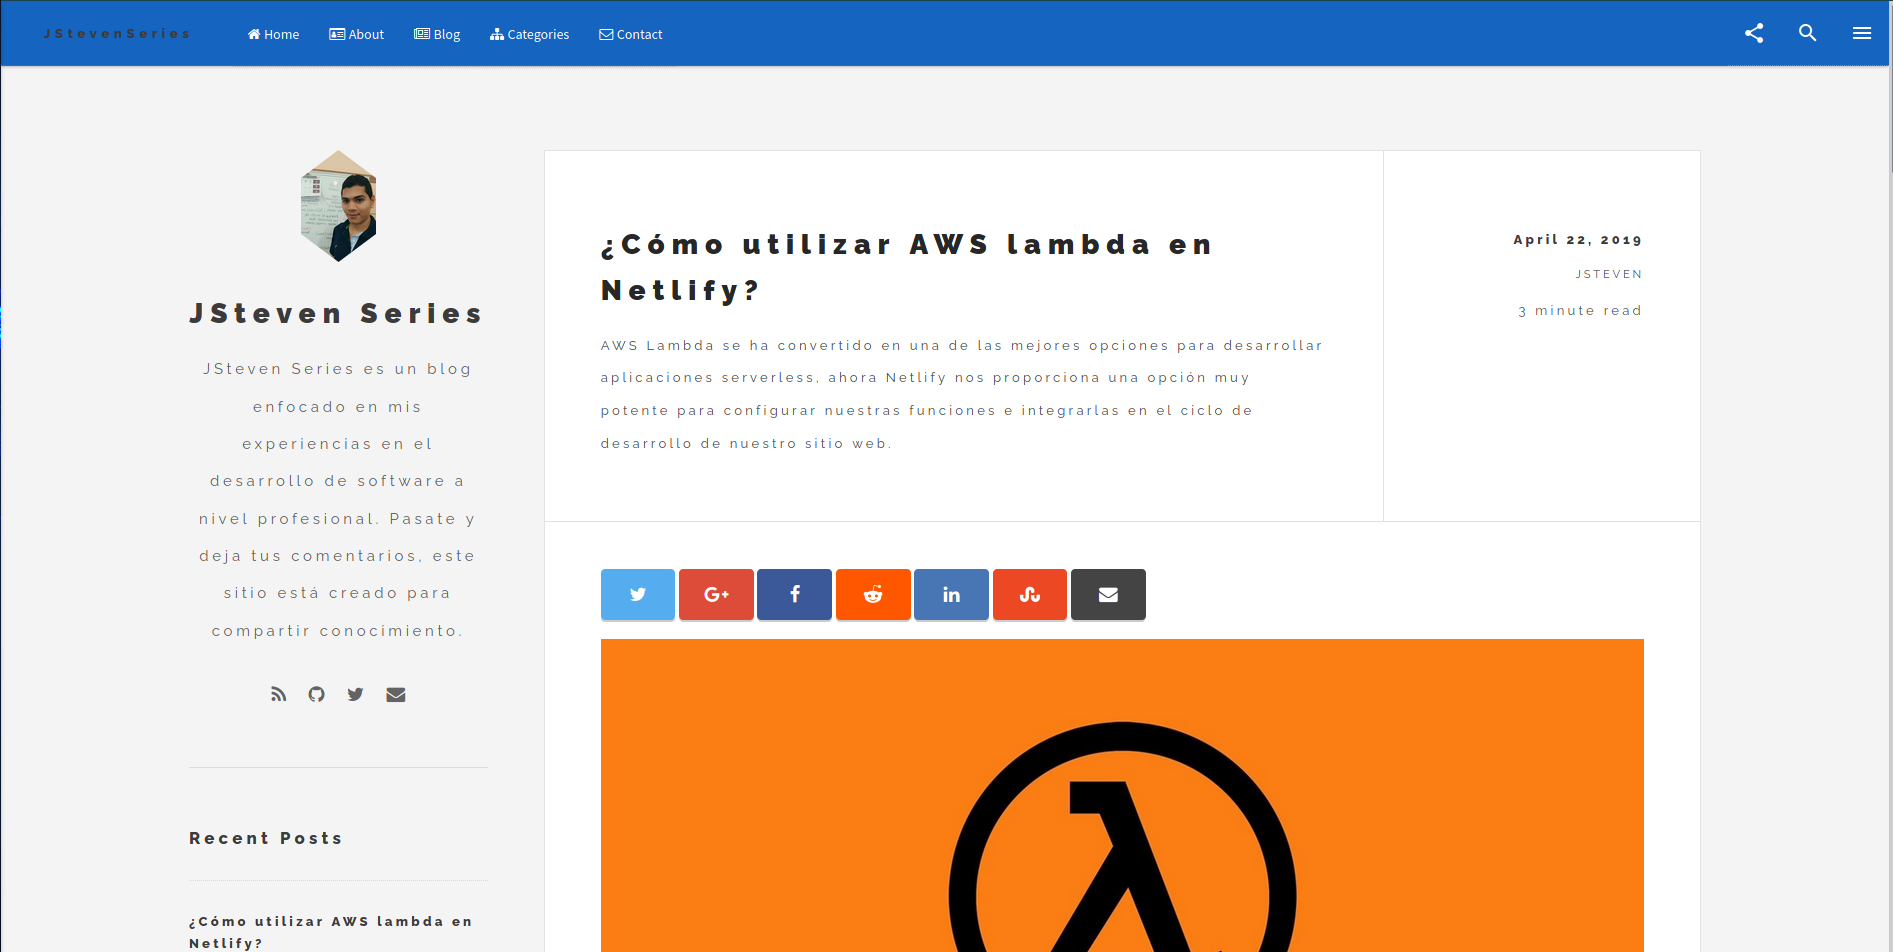 JStevenSeries
Home
About
Blog
Categories
Contact
JSteven Series
JSteven Series es un blog
enfocado en mis
experiencias en el
desarrollo de software a
nivel profesional. Pasate y
deja tus comentarios, este
sitio está creado para
compartir conocimiento.
Recent Posts
¿Cómo utilizar AWS lambda en
Netlify?
¿Cómo utilizar AWS lambda en
Netlify?
AWS Lambda se ha convertido en una de las mejores opciones para desarrollar
aplicaciones serverless, ahora Netlify nos proporciona una opción muy
potente para configurar nuestras funciones e integrarlas en el ciclo de
desarrollo de nuestro sitio web.
April 22, 2019
JSTEVEN
3 minute read